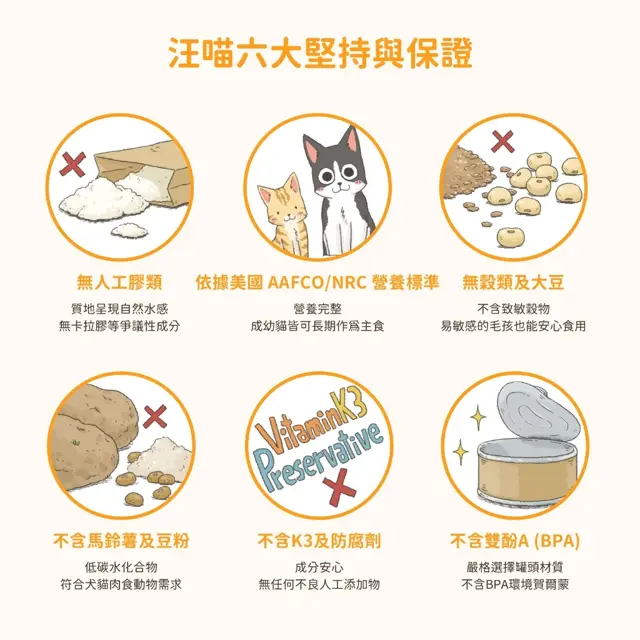 汪喵六大堅持與保證
無人工膠類
質地呈現自然水感
無卡拉膠等爭議性成分
依據美國 AAFCO/NRC 營養標準
營養完整
成幼貓皆可長期作為主食
無穀類及大豆
不含致敏穀物
易敏感的毛孩也能安心食用
不含馬鈴薯及豆粉
低碳水化合物
符合犬貓肉食動物需求
VitaminK3
Preservative
不含K3及防腐劑
成分安心
無任何不良人工添加物
不含雙酚A (BPA)
嚴格選擇罐頭材質
不含BPA環境賀爾蒙